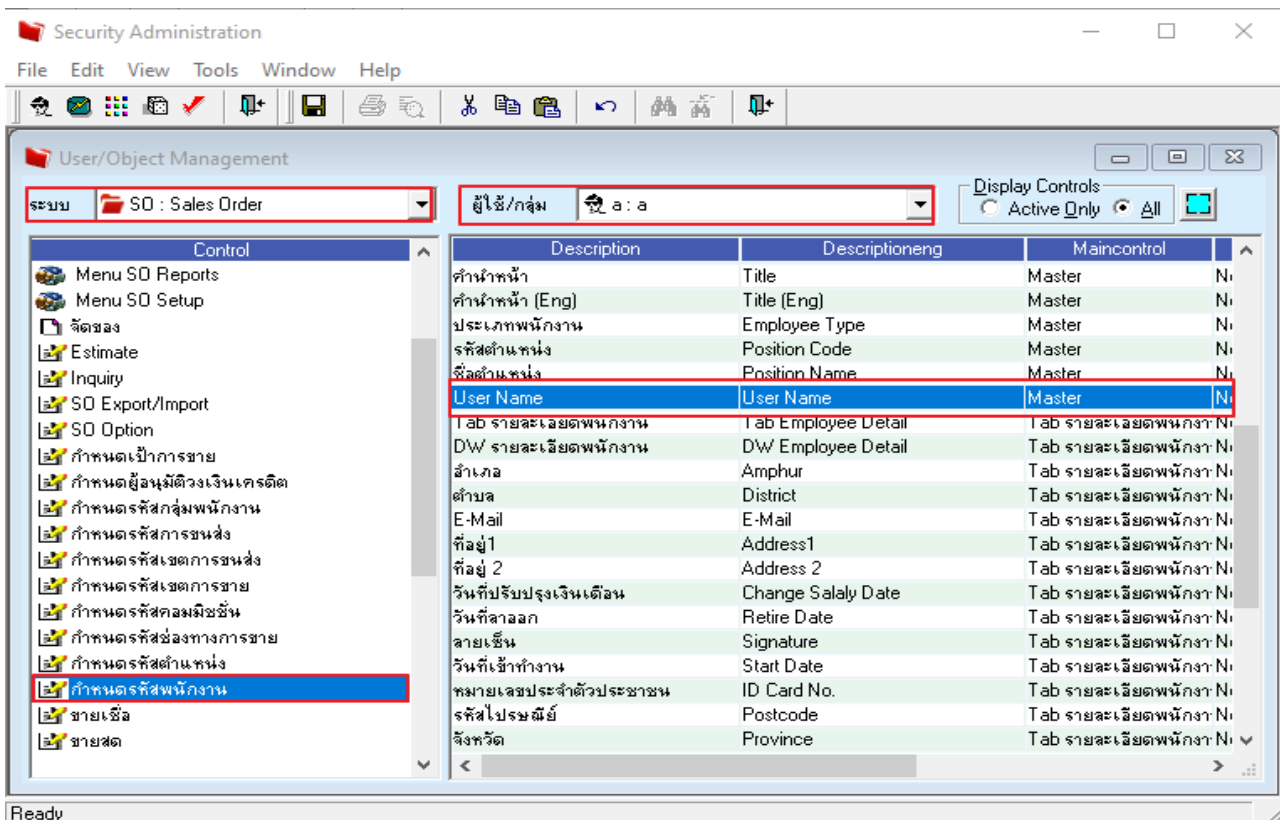 Security Administration
File Edit View Tools Window Help
User/Object Management
ระบบ SO : Sales Order
ผู้ใช้/กลุ่ม a : a
Display Controls
Active Only All
Control
Menu SO Reports
Menu SO Setup
จัดของ
Estimate
Inquiry
SO Export/Import
SO Option
กำหนดเป้าการขาย
กำหนดผู้อนุมัติวงเงินเครดิต
กำหนดรหัสกลุ่มพนักงาน
กำหนดรหัสการขนส่ง
กำหนดรหัสเขตการขนส่ง
กำหนดรหัสเขตการขาย
กำหนดรหัสคอมมิชชั่น
กำหนดรหัสช่องทางการขาย
กำหนดรหัสตำแหน่ง
กำหนดรหัสพนักงาน
ขายเชื่อ
ขายสด
Description Descriptioneng Maincontrol
คำนำหน้า Title Master
คำนำหน้า (Eng) Title (Eng) Master
ประเภทพนักงาน Employee Type Master
รหัสตำแหน่ง Position Code Master
ชื่อตำแหน่ง Position Name Master
User Name User Name Master
Tab รายละเอียดพนักงาน Tab Employee Detail Tab รายละเอียดพนักงา
DW รายละเอียดพนักงาน DW Employee Detail Tab รายละเอียดพนักงา
อำเภอ Amphur Tab รายละเอียดพนักงา
ตำบล District Tab รายละเอียดพนักงา
E-Mail E-Mail Tab รายละเอียดพนักงา
ที่อยู่1 Address1 Tab รายละเอียดพนักงา
ที่อยู่ 2 Address 2 Tab รายละเอียดพนักงา
วันที่ปรับปรุงเงินเดือน Change Salaly Date Tab รายละเอียดพนักงา
วันที่ลาออก Retire Date Tab รายละเอียดพนักงา
ลายเซ็น Signature Tab รายละเอียดพนักงา
วันที่เข้าทำงาน Start Date Tab รายละเอียดพนักงา
หมายเลขประจำตัวประชาชน ID Card No. Tab รายละเอียดพนักงา
รหัสไปรษณีย์ Postcode Tab รายละเอียดพนักงา
จังหวัด Province Tab รายละเอียดพนักงา
Ready